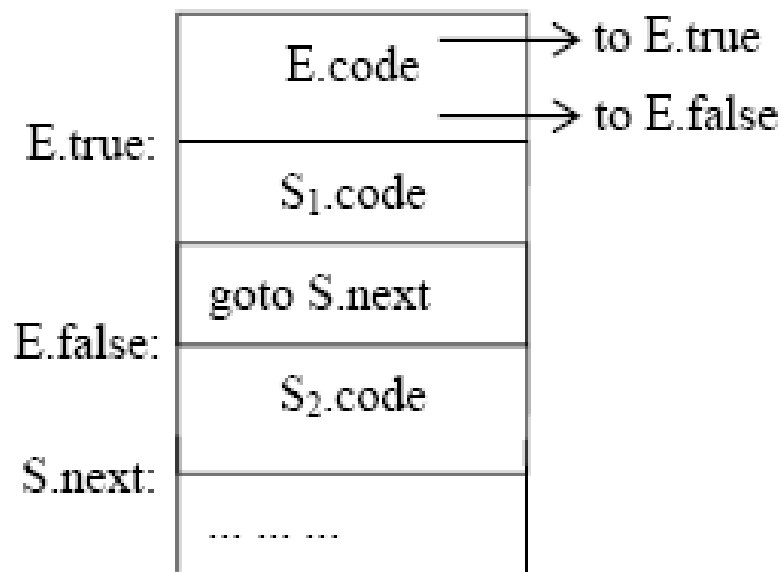 E.code
to E.true
to E.false
E.true:
S₁.code
goto S.next
E.false:
S₂.code
S.next:
... ... ...